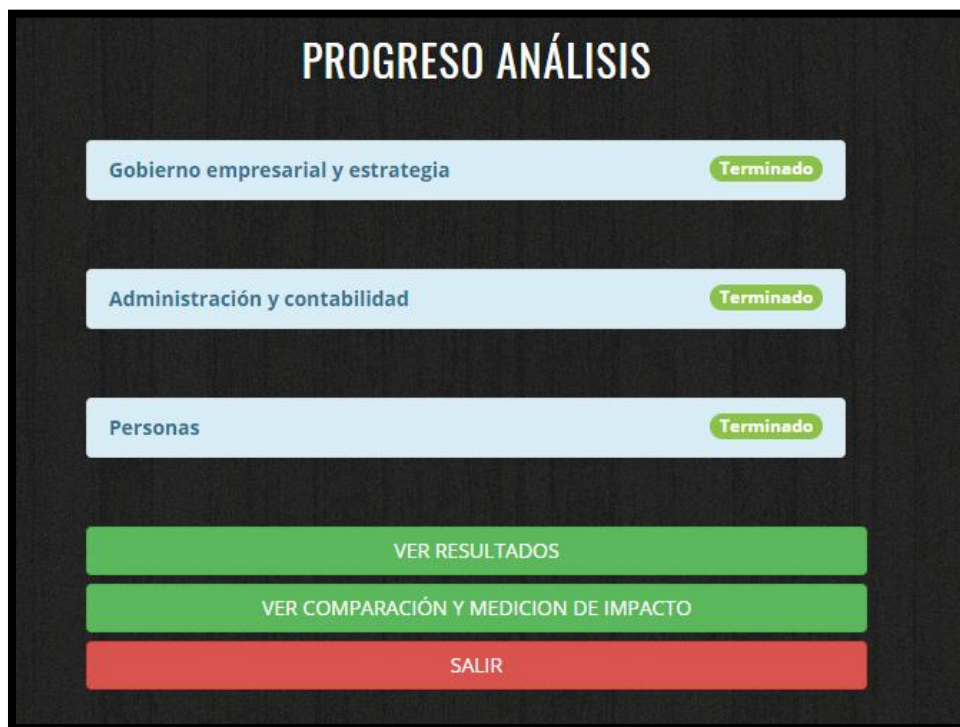 PROGRESO ANÁLISIS
Gobierno empresarial y estrategia Terminado
Administración y contabilidad Terminado
Personas Terminado
VER RESULTADOS
VER COMPARACIÓN Y MEDICION DE IMPACTO
SALIR